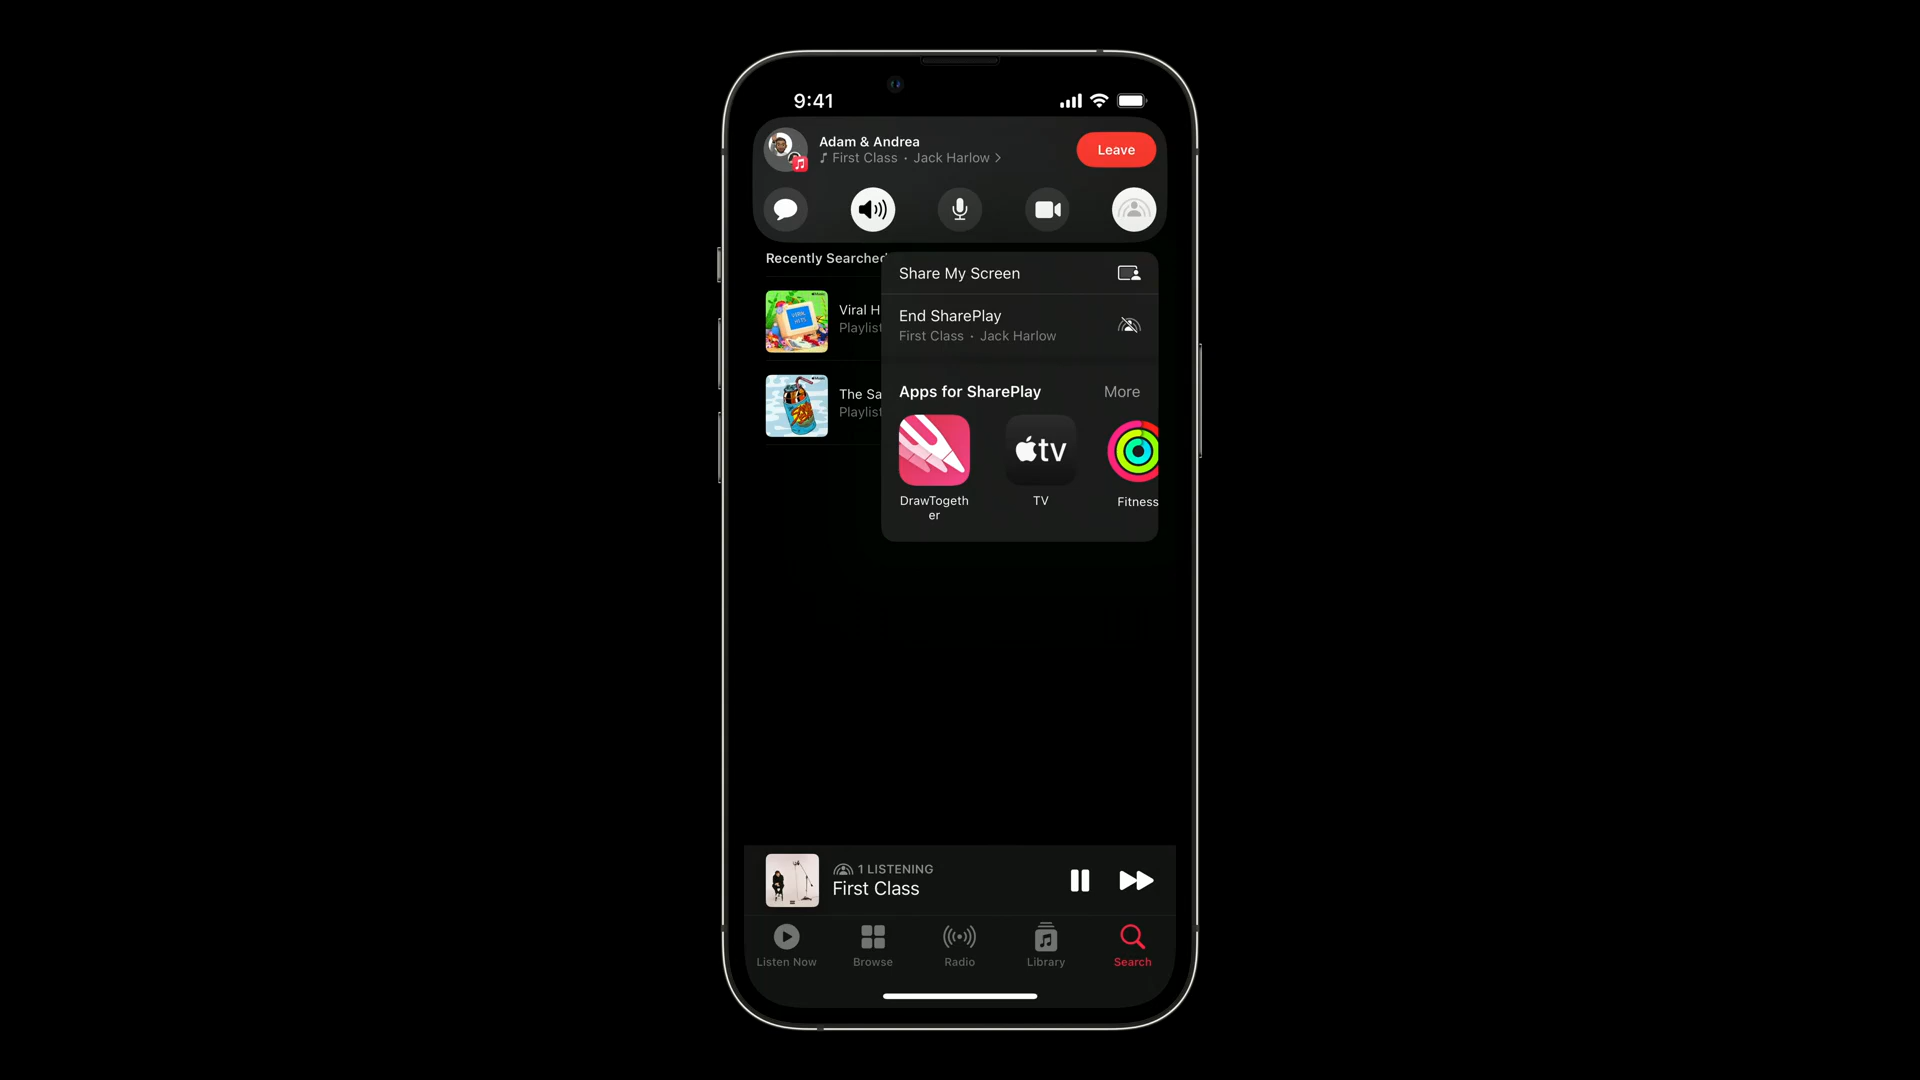 9:41
Adam & Andrea
First Class • Jack Harlow
Leave
Recently Searched
Share My Screen
End SharePlay
First Class • Jack Harlow
Viral H
Playlist
Apps for SharePlay
More
The Sa
Playlist
tv
DrawTogeth
er
TV
Fitness
1 LISTENING
First Class
Listen Now
Browse
Radio
Library
Search